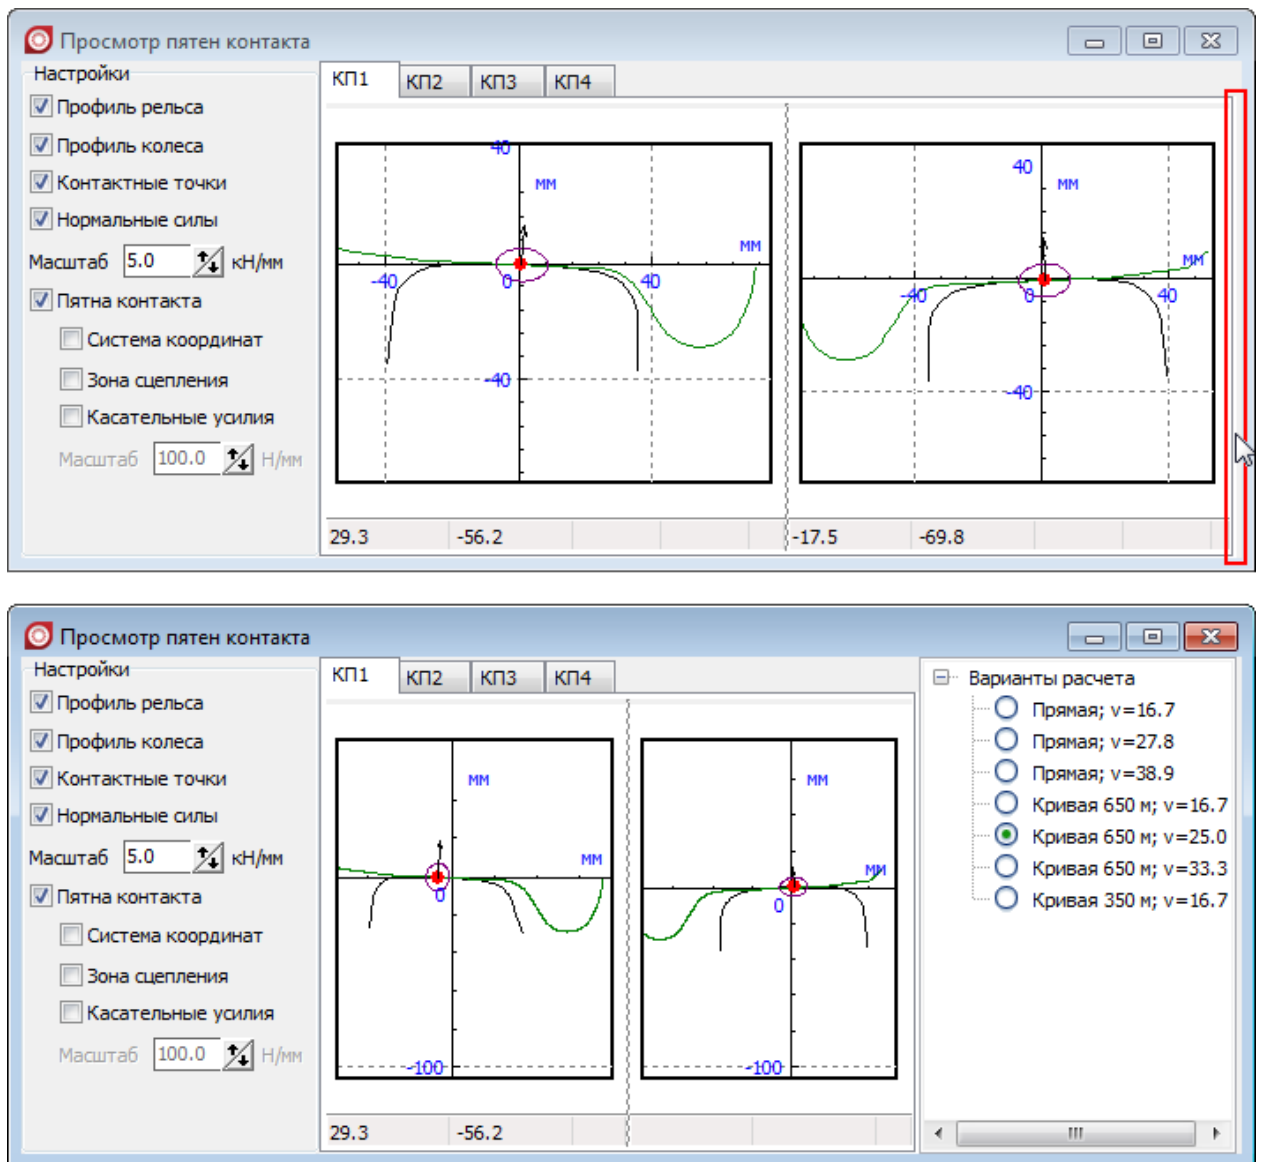 Просмотр пятен контакта
Настройки
Профиль рельса
Профиль колеса
Контактные точки
Нормальные силы
Масштаб 5.0 кН/мм
Пятна контакта
Система координат
Зона сцепления
Касательные усилия
Масштаб 100.0 Н/мм
КП1 КП2 КП3 КП4
40
мм
мм
-40 0 40
-40
40
мм
мм
-40 0 40
-40
29.3 -56.2 -17.5 -69.8
Просмотр пятен контакта
Настройки
Профиль рельса
Профиль колеса
Контактные точки
Нормальные силы
Масштаб 5.0 кН/мм
Пятна контакта
Система координат
Зона сцепления
Касательные усилия
Масштаб 100.0 Н/мм
КП1 КП2 КП3 КП4
мм
мм
0
-100
мм
мм
0
-100
29.3 -56.2
Варианты расчета
Прямая; v=16.7
Прямая; v=27.8
Прямая; v=38.9
Кривая 650 м; v=16.7
Кривая 650 м; v=25.0
Кривая 650 м; v=33.3
Кривая 350 м; v=16.7